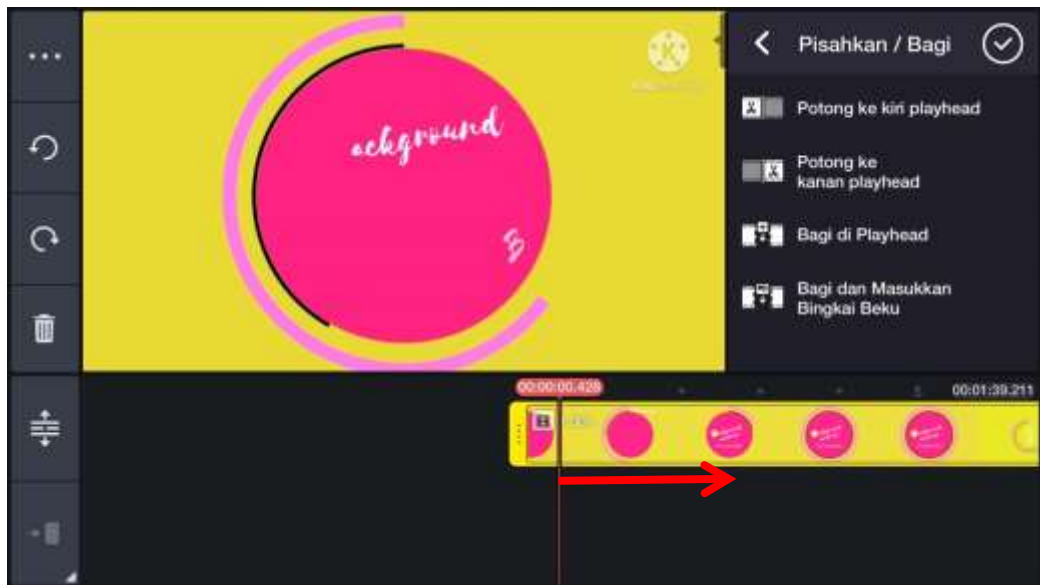 Pisahkan / Bagi
Potong ke kiri playhead
Potong ke
kanan playhead
Bagi di Playhead
Bagi dan Masukkan
Bingkai Beku
ackground
B
K
00:00:00.428
00:01:39.211